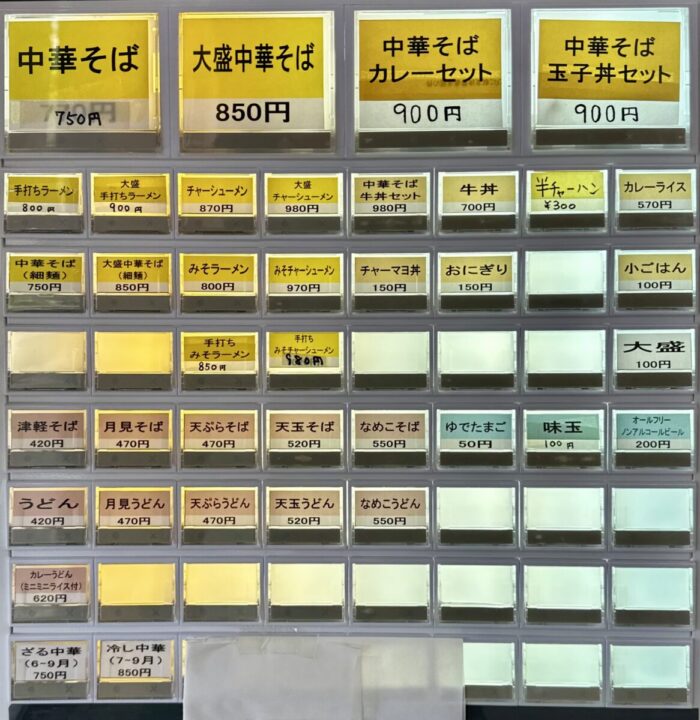 中華そば
750円
大盛中華そば
850円
中華そば
カレーセット
900円
中華そば
玉子丼セット
900円
手打ちラーメン
800円
大盛
手打ちラーメン
900円
チャーシューメン
870円
大盛
チャーシューメン
980円
中華そば
牛丼セット
980円
牛丼
700円
半チャーハン
¥300
カレーライス
570円
中華そば
(細麺)
750円
大盛中華そば
(細麺)
850円
みそラーメン
800円
みそチャーシューメン
970円
チャーマヨ丼
150円
おにぎり
150円
小ごはん
100円
手打ち
みそラーメン
850円
手打ち
みそチャーシューメン
980円
大盛
100円
津軽そば
420円
月見そば
470円
天ぷらそば
470円
天玉そば
520円
なめこそば
550円
ゆでたまご
50円
味玉
100円
オールフリー
ノンアルコールビール
200円
うどん
420円
月見うどん
470円
天ぷらうどん
470円
天玉うどん
520円
なめこうどん
550円
カレーうどん
(ミニミニライス付)
620円
ざる中華
(6-9月)
750円
冷し中華
(7-9月)
850円